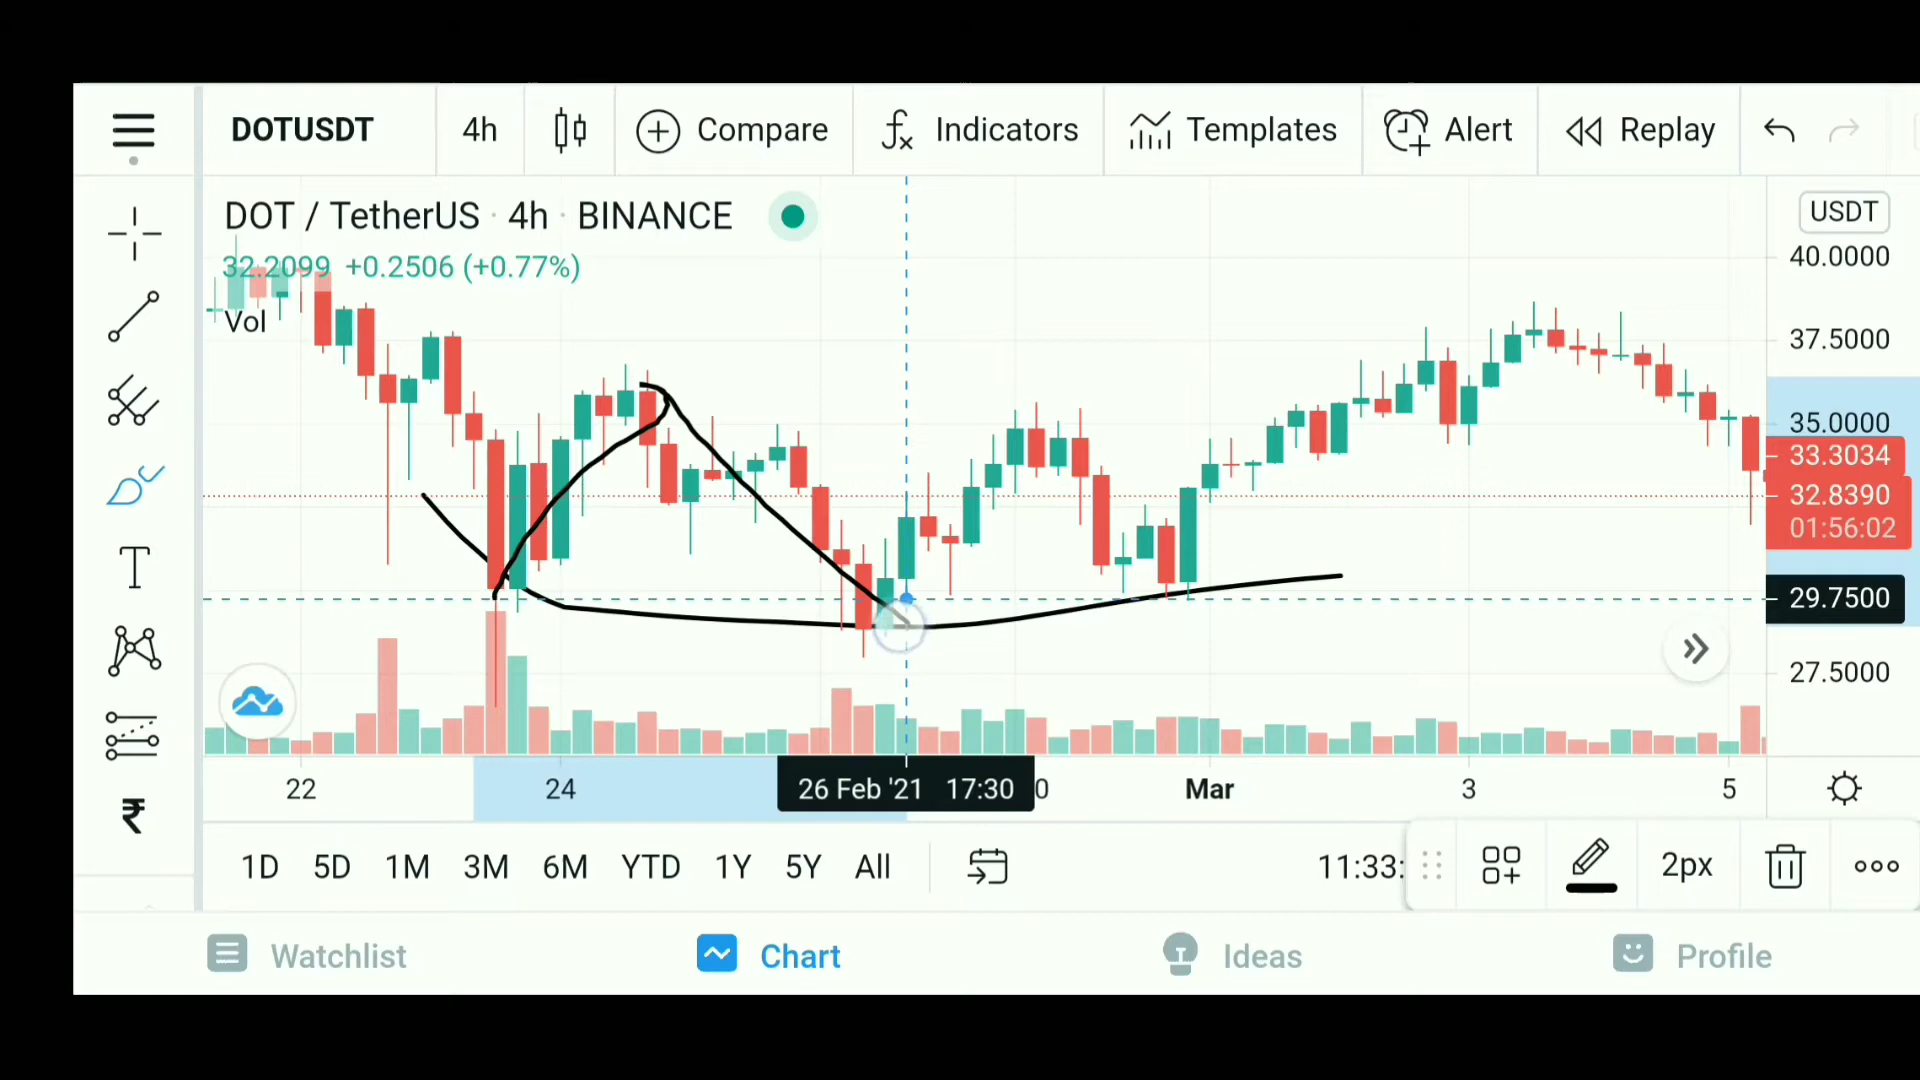 DOTUSDT 4h Compare Indicators Templates Alert Replay
DOT / TetherUS · 4h · BINANCE
USDT
32.2099 +0.2506 (+0.77%)
Vol
40.0000
37.5000
35.0000
33.3034
32.8390
01:56:02
29.7500
27.5000
T
₹
22 24 26 Feb '21 17:30 0 Mar 3 5
1D 5D 1M 3M 6M YTD 1Y 5Y All 11:33: 2px
Watchlist Chart Ideas Profile